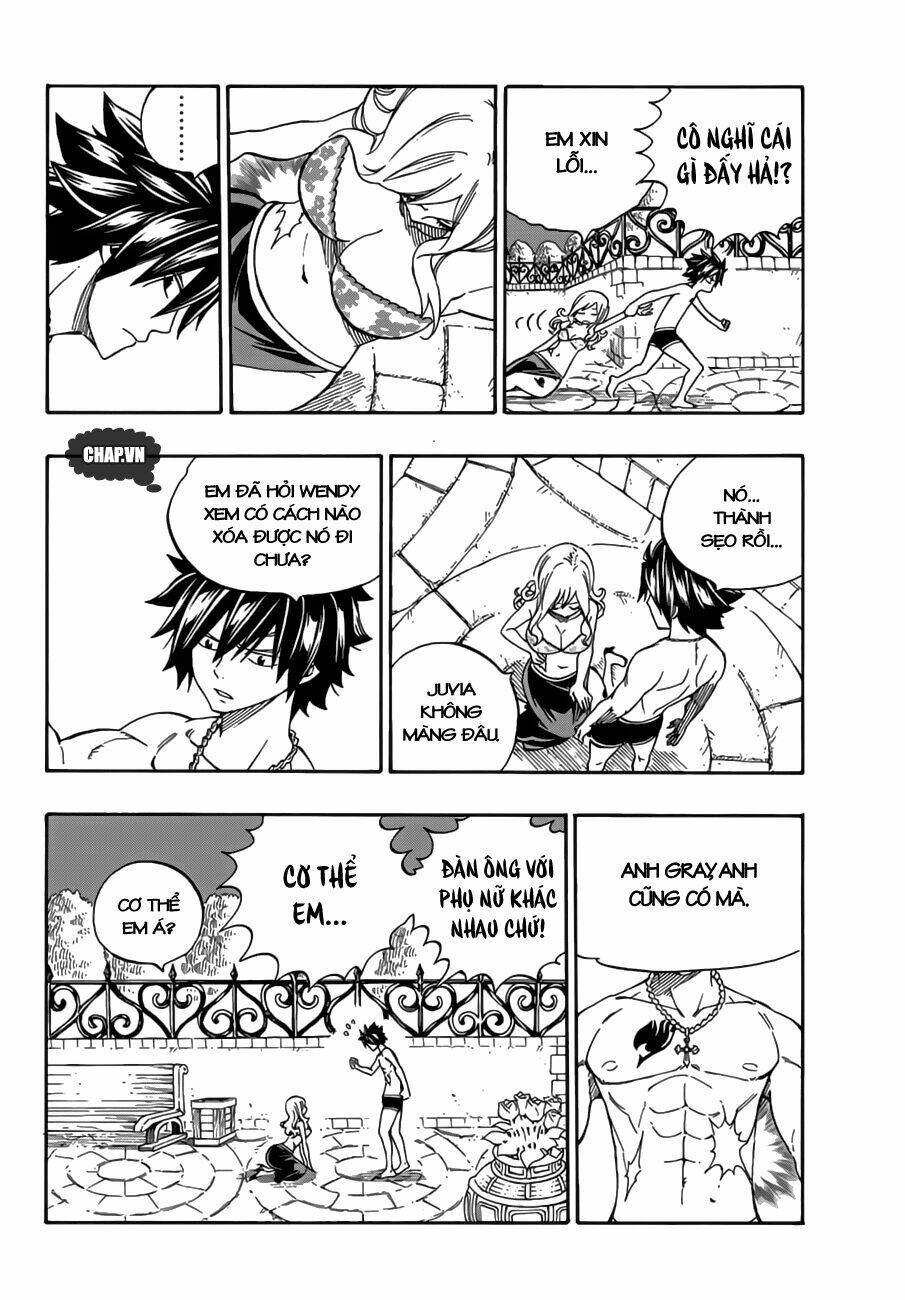 CÔ NGHĨ CÁI
GÌ ĐẤY HẢ!?
EM XIN
LỖI...
........
NÓ...
THÀNH
SẸO RỒI...
JUVIA
KHÔNG
MÀNG ĐÂU.
CHAP.VN
EM ĐÃ HỎI WENDY
XEM CÓ CÁCH NÀO
XÓA ĐƯỢC NÓ ĐI
CHƯA?
ANH GRAY, ANH
CŨNG CÓ MÀ.
ĐÀN ÔNG VỚI
PHỤ NỮ KHÁC
NHAU CHỨ!
CƠ THỂ
EM...
CƠ THỂ
EM Á?